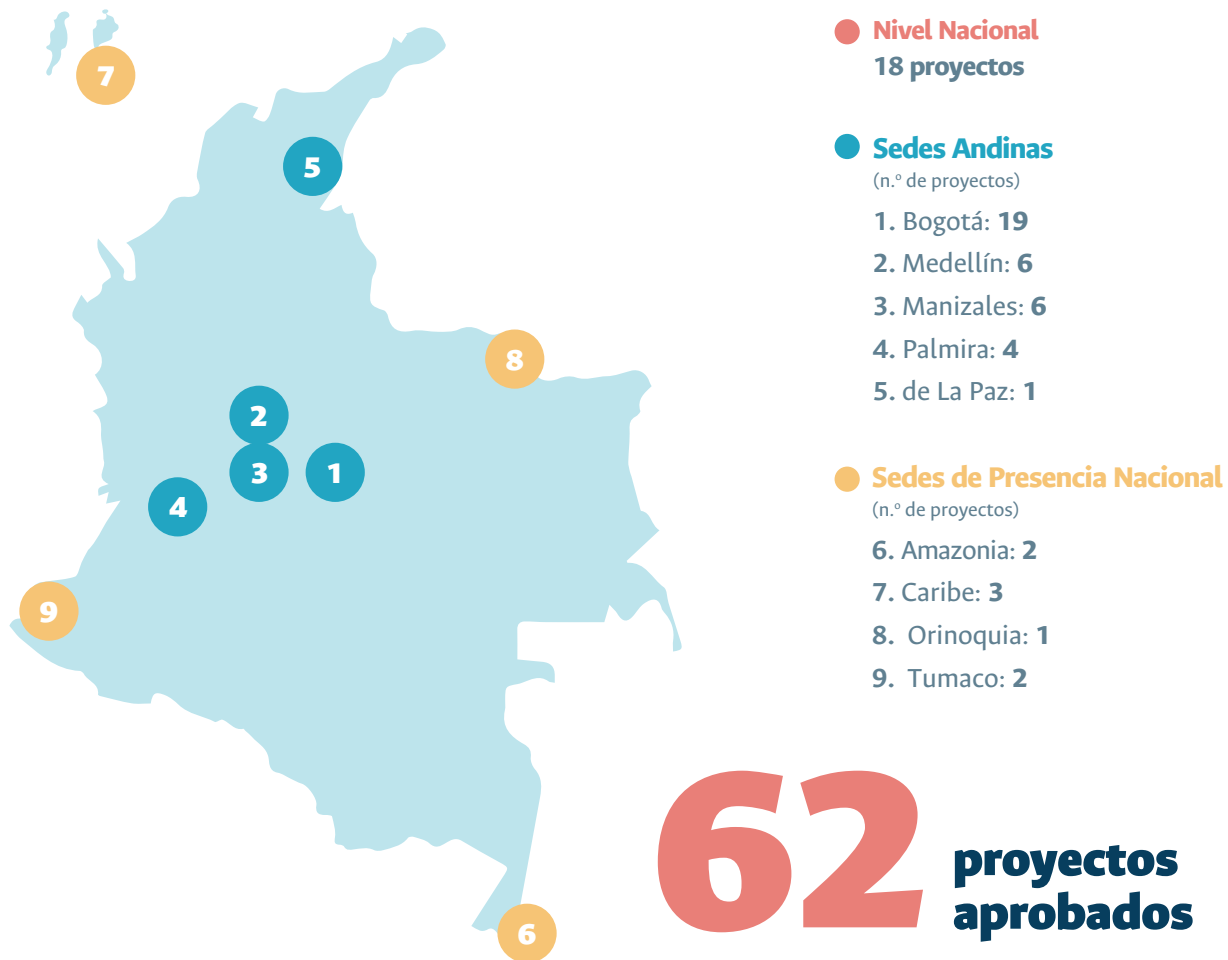 7
5
8
2
3
1
4
9
6
Nivel Nacional
18 proyectos
Sedes Andinas
(n.º de proyectos)
1. Bogotá: 19
2. Medellín: 6
3. Manizales: 6
4. Palmira: 4
5. de La Paz: 1
Sedes de Presencia Nacional
(n.º de proyectos)
6. Amazonia: 2
7. Caribe: 3
8. Orinoquia: 1
9. Tumaco: 2
62
proyectos
aprobados